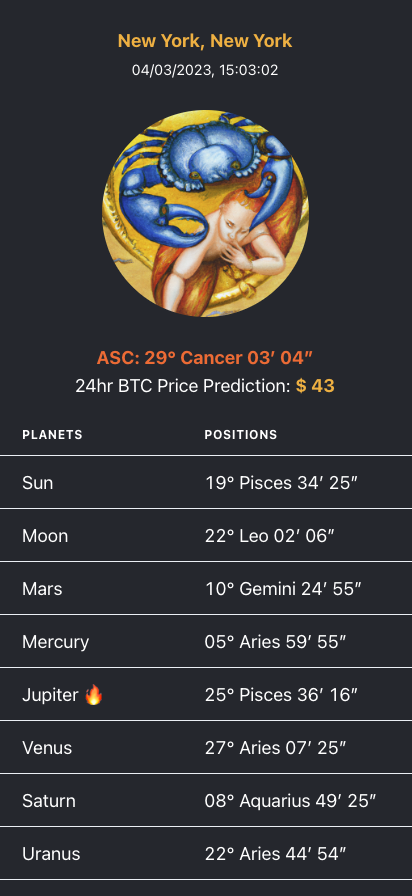 New York, New York
04/03/2023, 15:03:02
ASC: 29° Cancer 03′ 04″
24hr BTC Price Prediction: $ 43
PLANETS POSITIONS
Sun 19° Pisces 34′ 25″
Moon 22° Leo 02′ 06″
Mars 10° Gemini 24′ 55″
Mercury 05° Aries 59′ 55″
Jupiter 🔥 25° Pisces 36′ 16″
Venus 27° Aries 07′ 25″
Saturn 08° Aquarius 49′ 25″
Uranus 22° Aries 44′ 54″